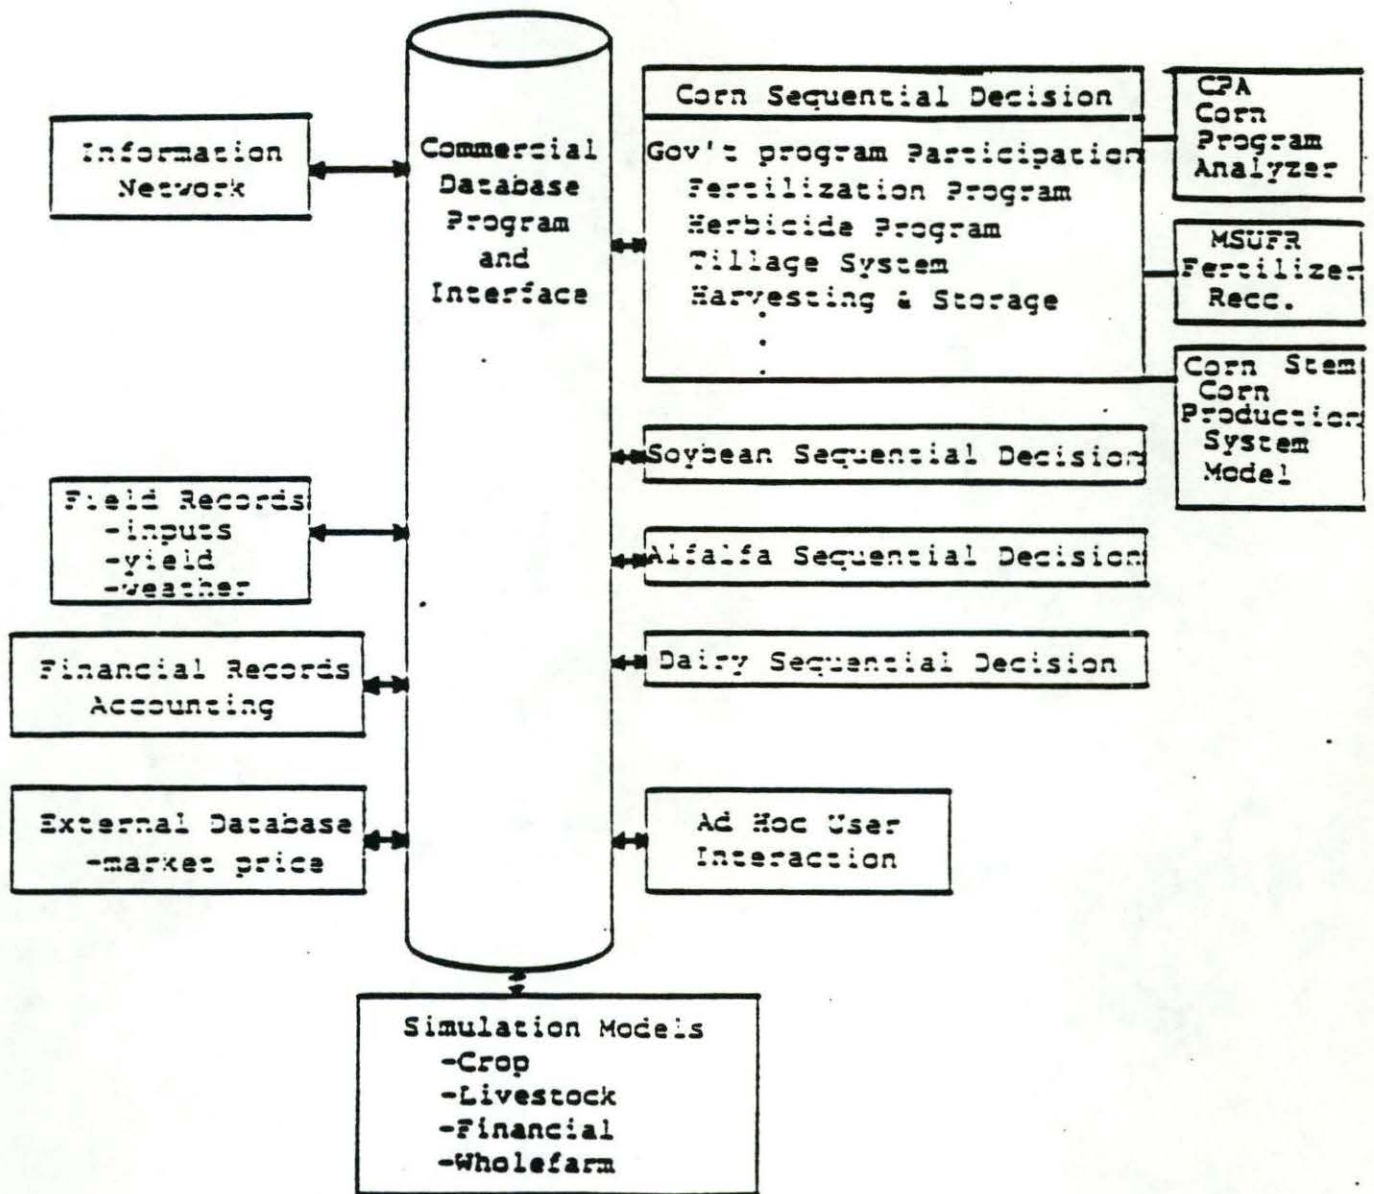 Information
Network
Field Records
-inputs
-yield
-weather
Financial Records
Accounting
External Database
-market price
Commercial
Database
Program
and
Interface
Corn Sequential Decision
Gov't program Participation
Fertilization Program
Herbicide Program
Tillage System
Harvesting & Storage
.
.
.
CPA
Corn
Program
Analyzer
MSUFR
Fertilizer
Recc.
Corn Stem
Corn
Production
System
Model
Soybean Sequential Decision
Alfalfa Sequential Decision
Dairy Sequential Decision
Ad Hoc User
Interaction
Simulation Models
-Crop
-Livestock
-Financial
-Wholefarm